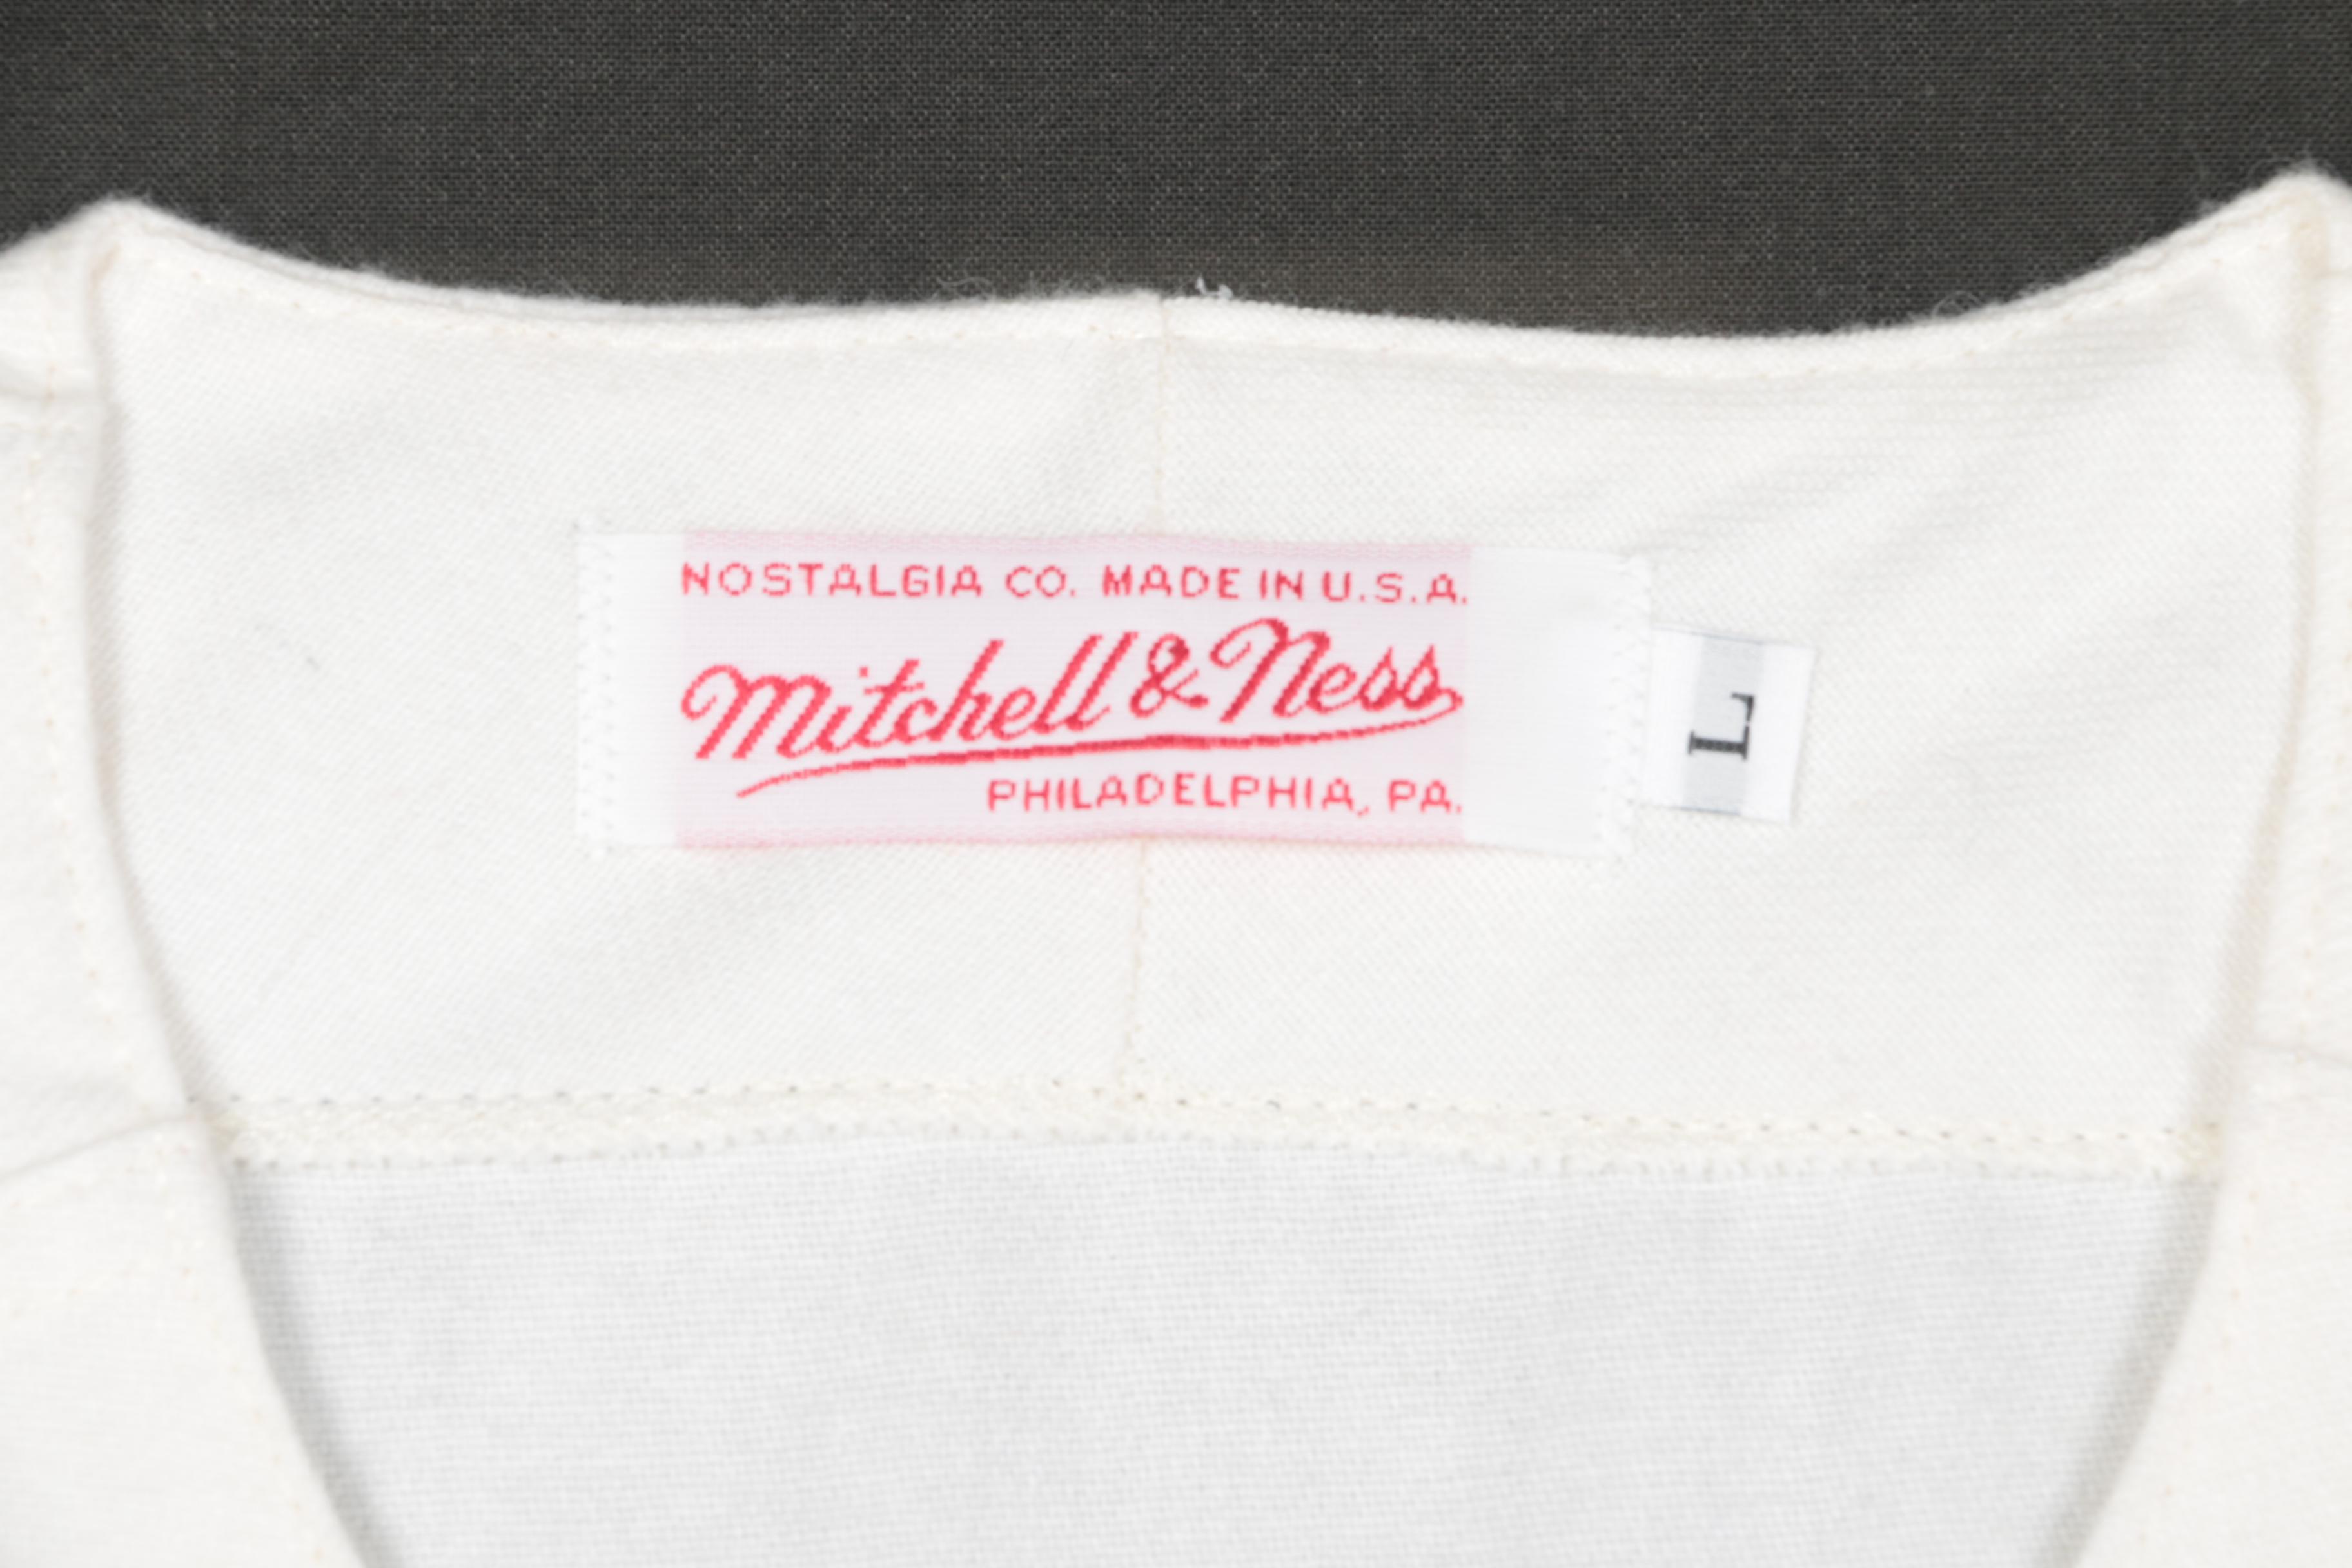 NOSTALGIA CO. MADE IN U.S.A.
Mitchell & Ness
PHILADELPHIA, PA.
L